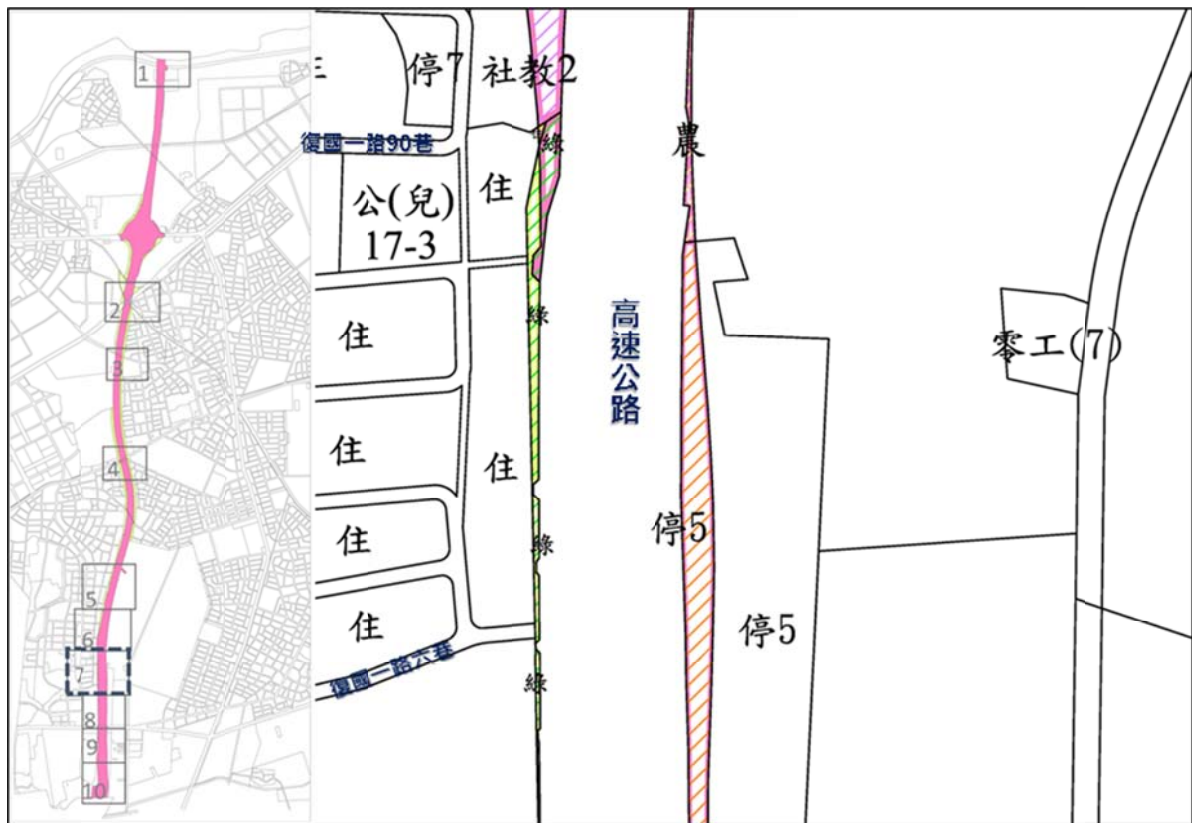 1
2
3
4
5
6
7
8
9
10
停7
社教2
復國一路90巷
綠
農
公(兒)
17-3
住
綠
住
高速公路
零工(7)
住
住
停5
住
綠
停5
住
復國一路六巷
綠